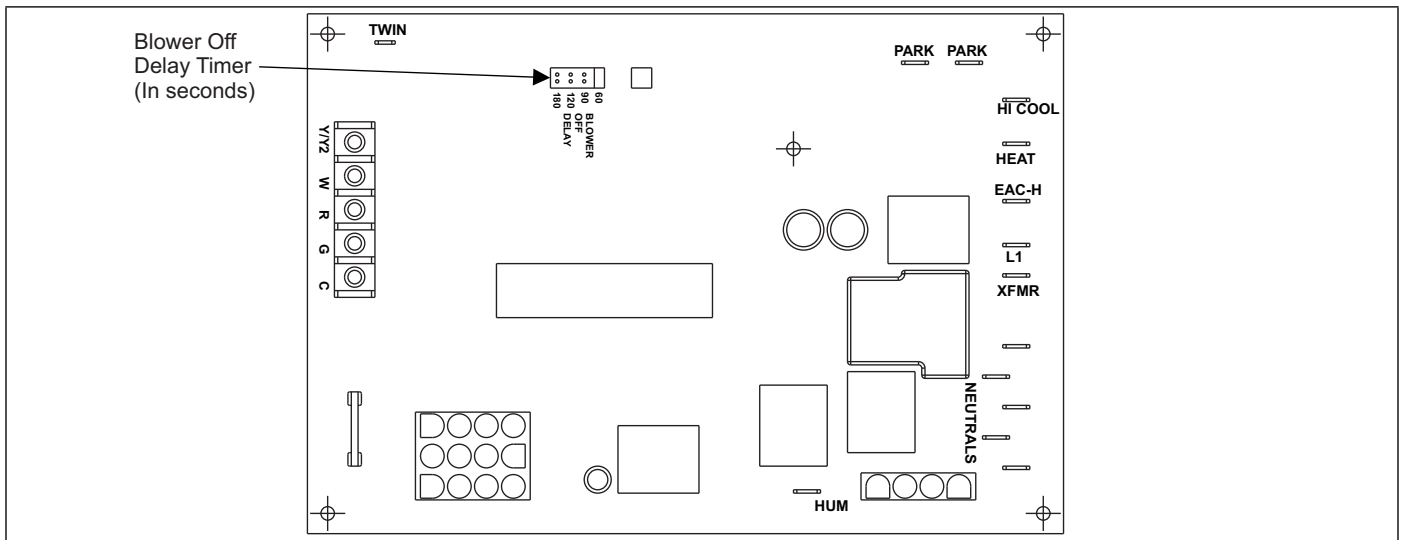 TWIN
Blower Off
Delay Timer
(In seconds)
PARK PARK
HI COOL
60
90
120
180
BLOWER
OFF
DELAY
Y/Y2
W
R
G
C
HEAT
EAC-H
L1
XFMR
NEUTRALS
HUM